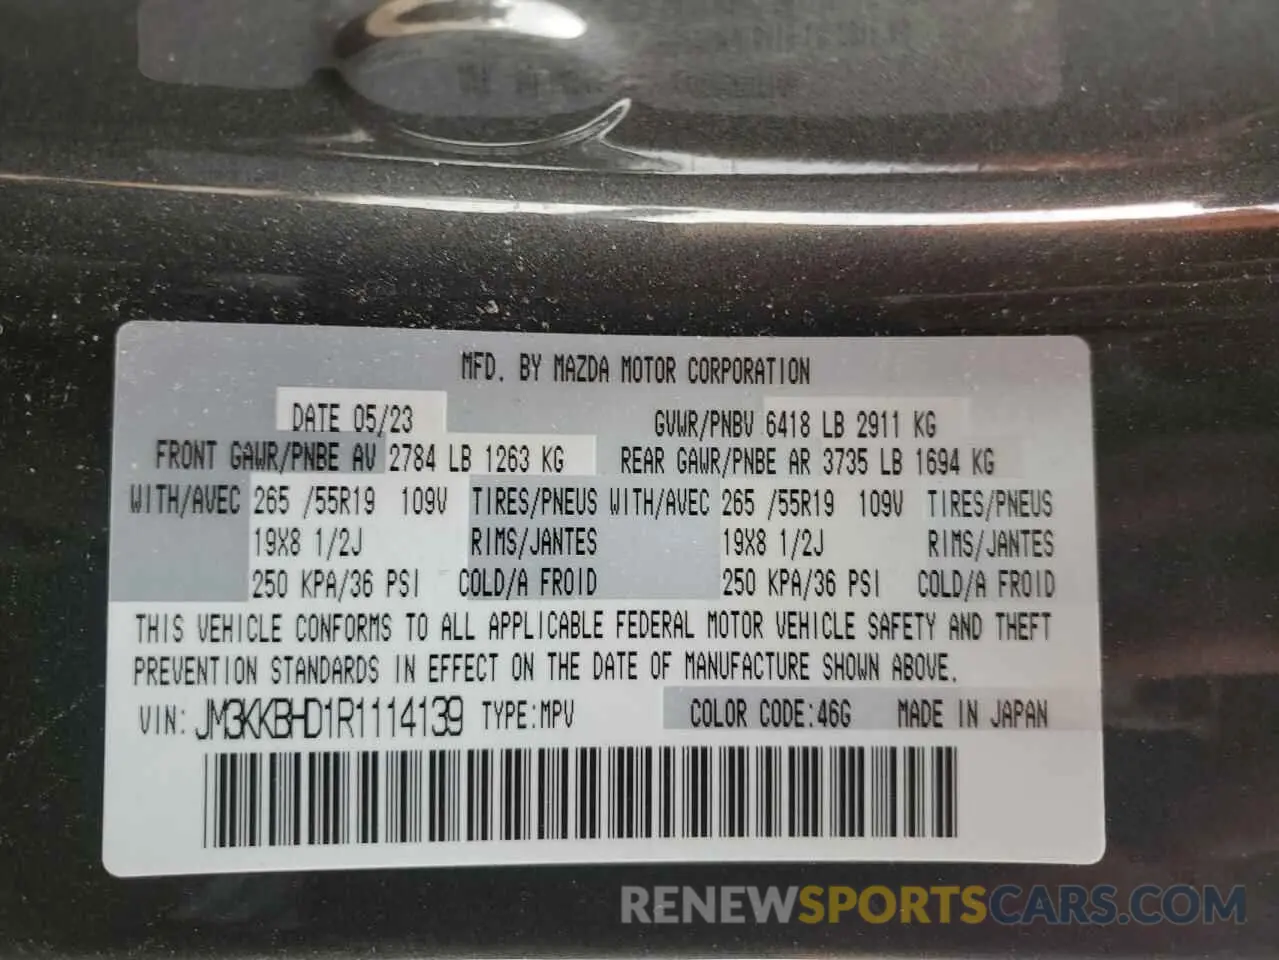 MFD. BY MAZDA MOTOR CORPORATION
DATE 05/23 GVWR/PNBV 6418 LB 2911 KG
FRONT GAWR/PNBE AV 2784 LB 1263 KG REAR GAWR/PNBE AR 3735 LB 1694 KG
WITH/AVEC 265 /55R19 109V TIRES/PNEUS WITH/AVEC 265 /55R19 109V TIRES/PNEUS
19X8 1/2J RIMS/JANTES 19X8 1/2J RIMS/JANTES
250 KPA/36 PSI COLD/A FROID 250 KPA/36 PSI COLD/A FROID
THIS VEHICLE CONFORMS TO ALL APPLICABLE FEDERAL MOTOR VEHICLE SAFETY AND THEFT
PREVENTION STANDARDS IN EFFECT ON THE DATE OF MANUFACTURE SHOWN ABOVE.
VIN: JM3KKBHD1R1114139 TYPE:MPV COLOR CODE:46G MADE IN JAPAN
RENEWSPORTSCARS.COM